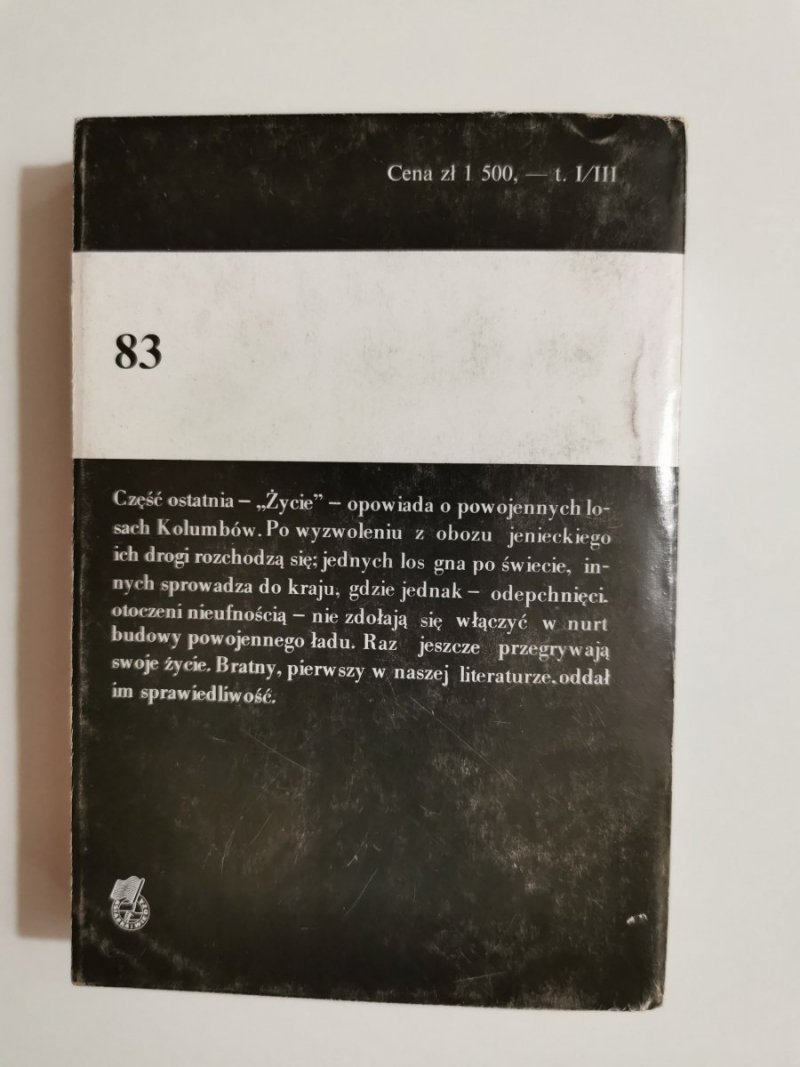 Cena zł 1 500, — t. I/III
83
Część ostatnia – „Życie” – opowiada o powojennych lo-
sach Kolumbów. Po wyzwoleniu z obozu jenieckiego
ich drogi rozchodzą się; jednych los gna po świecie, in-
nych sprowadza do kraju, gdzie jednak – odepchnięci.
otoczeni nieufnością – nie zdołają się włączyć w nurt
budowy powojennego ładu. Raz jeszcze przegrywają
swoje życie. Bratny, pierwszy w naszej literaturze. oddał
im sprawiedliwość.